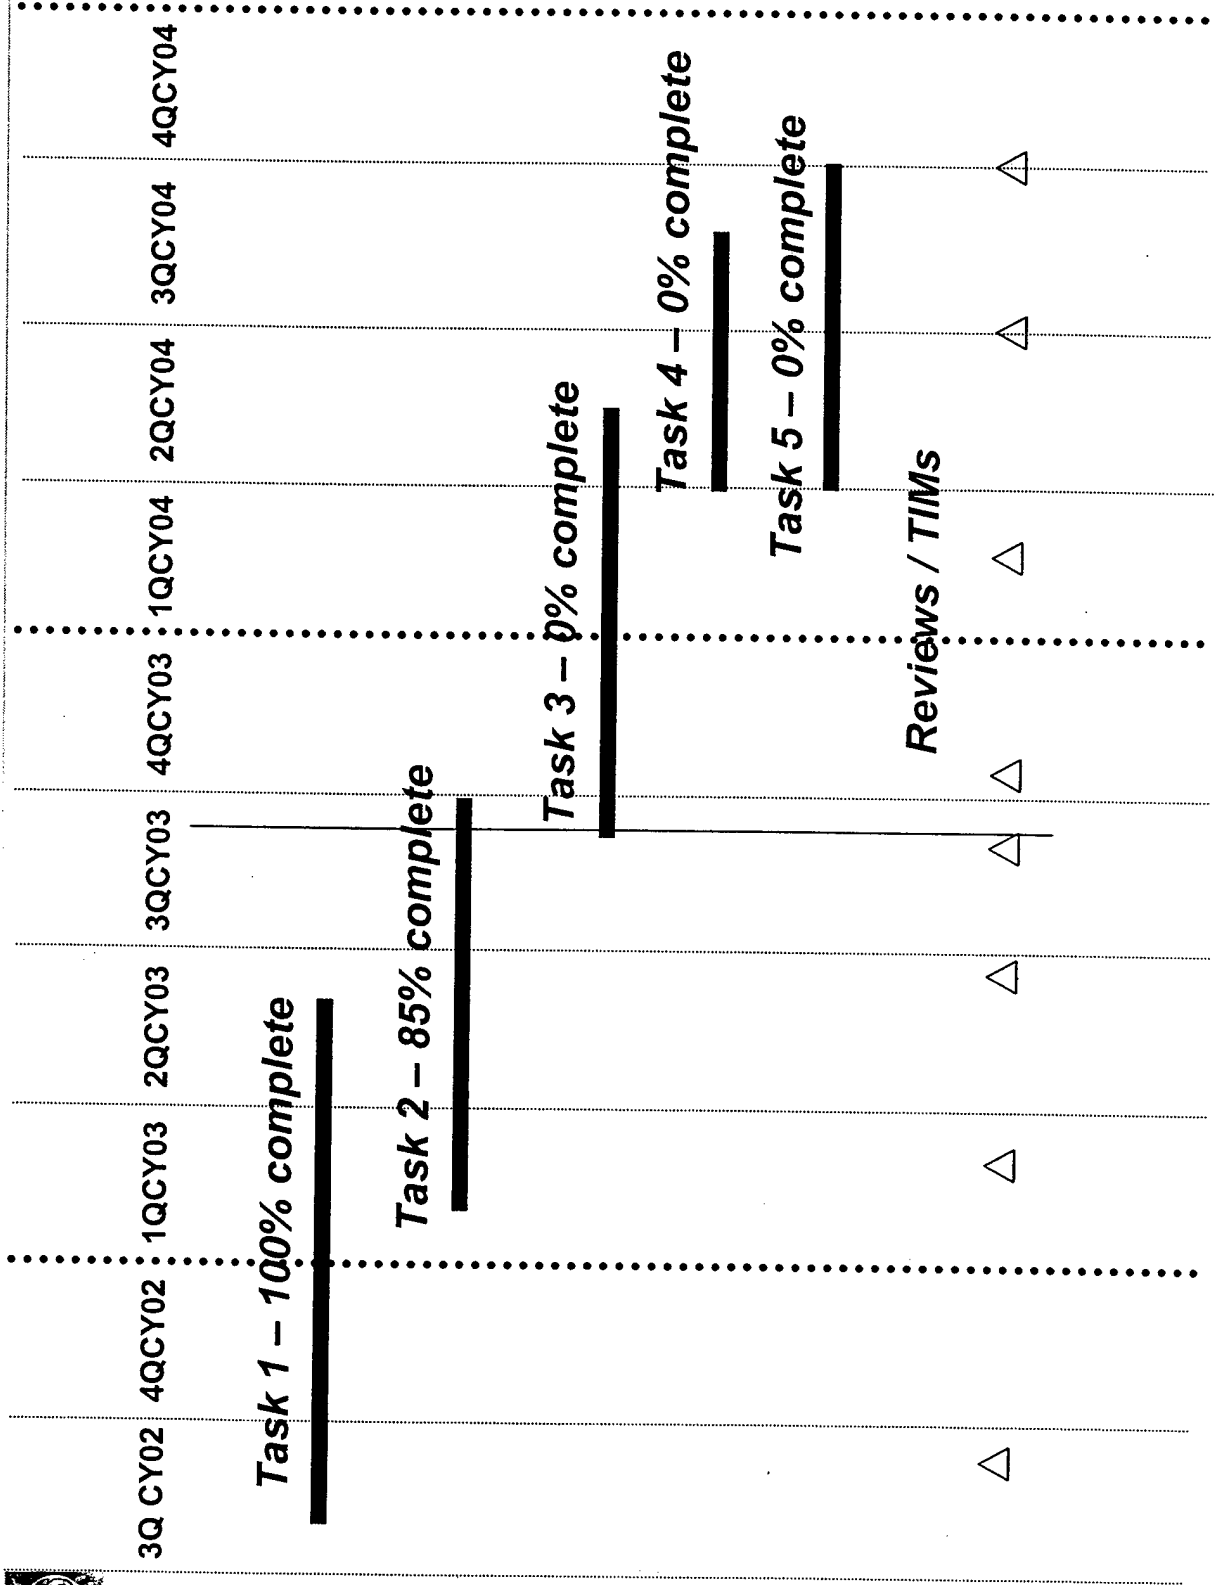 3Q CY02 4QCY02 1QCY03 2QCY03 3QCY03 4QCY03 1QCY04 2QCY04 3QCY04 4QCY04
Task 1 – 100% complete
Task 2 – 85% complete
Task 3 – 0% complete
Task 4 – 0% complete
Task 5 – 0% complete
Reviews / TIMs